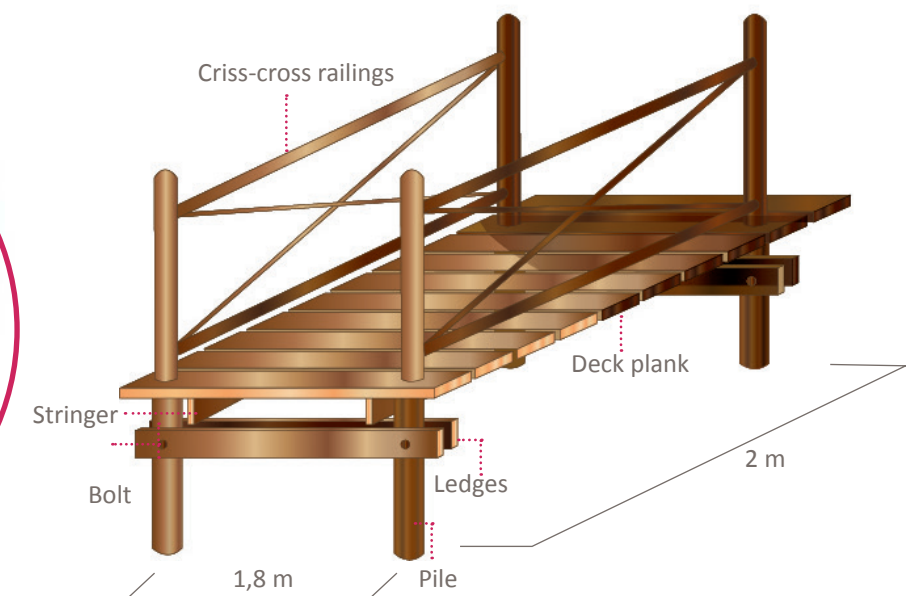 Criss-cross railings
Deck plank
Stringer
2 m
Ledges
Bolt
1,8 m
Pile